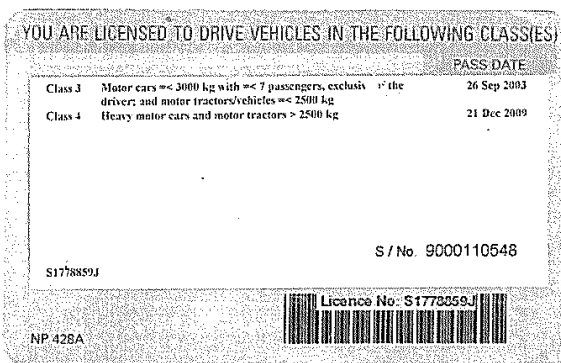 YOU ARE LICENSED TO DRIVE VEHICLES IN THE FOLLOWING CLASS(ES)
PASS DATE
Class 3 Motor cars =< 3000 kg with =< 7 passengers, exclusiv the 26 Sep 2003
driver; and motor tractors/vehicles =< 2500 kg
Class 4 Heavy motor cars and motor tractors > 2500 kg 21 Dec 2009
S / No. 9000110548
S1778859J
Licence No: S1778859J
NP 428A